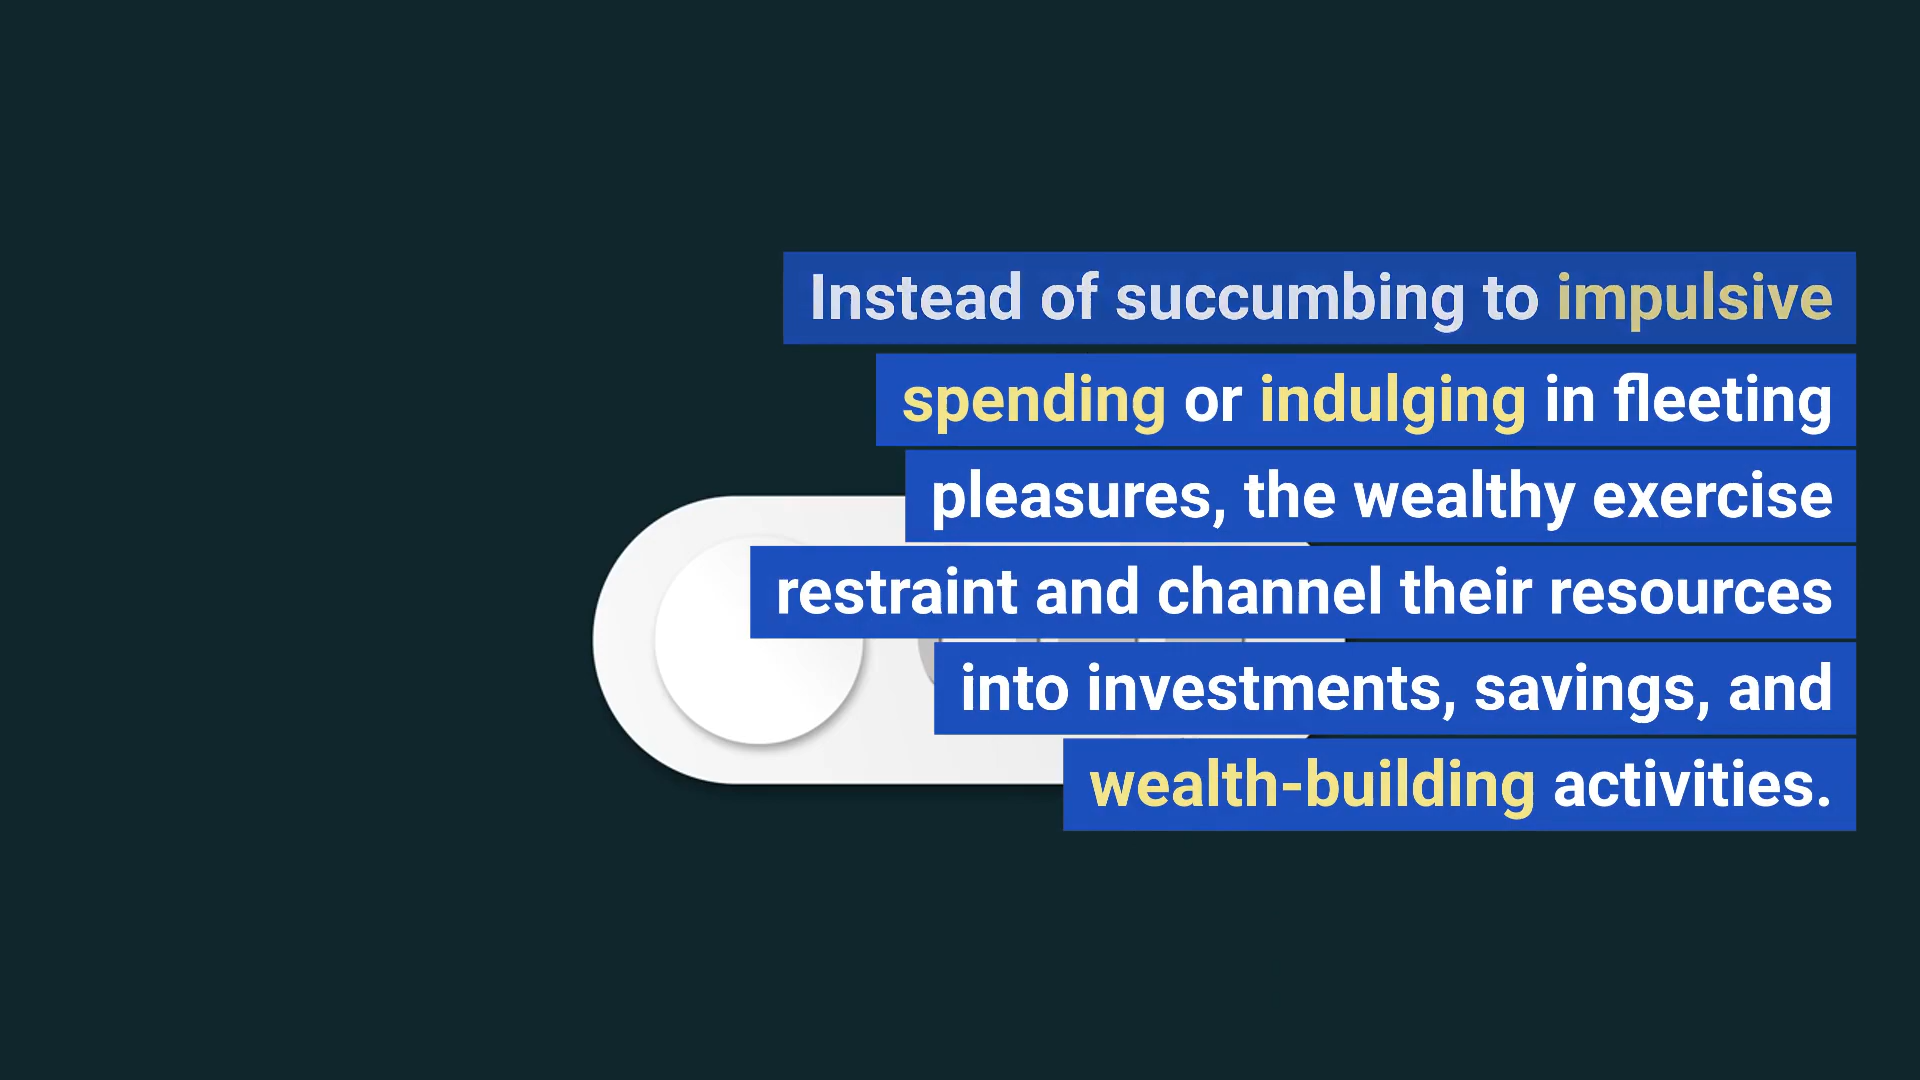 Instead of succumbing to impulsive
spending or indulging in fleeting
pleasures, the wealthy exercise
restraint and channel their resources
into investments, savings, and
wealth-building activities.